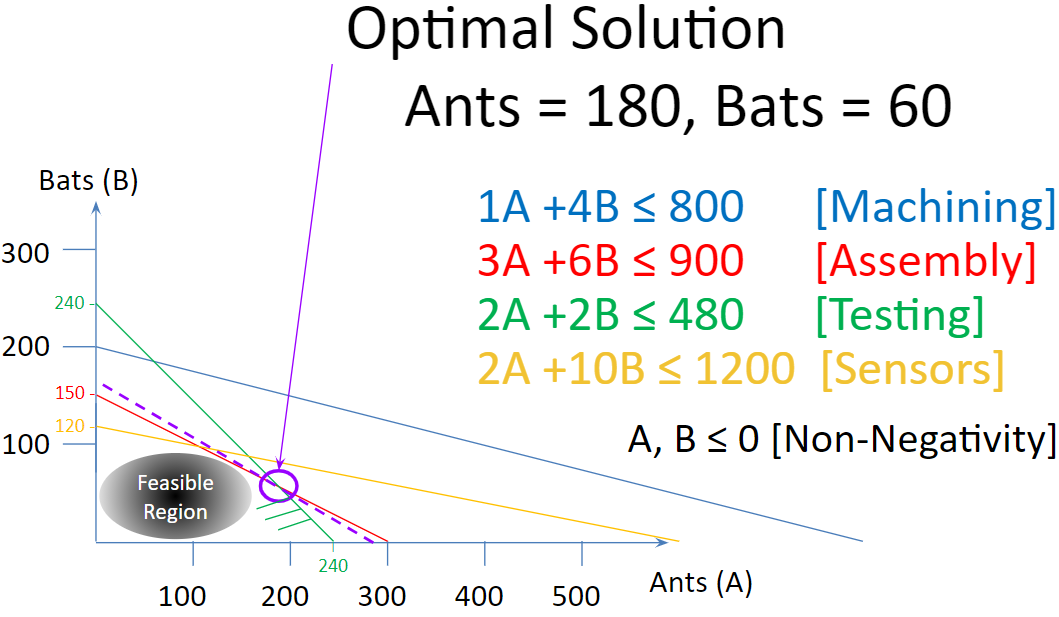 Optimal Solution
Ants = 180, Bats = 60
Bats (B)
1A +4B ≤ 800 [Machining]
3A +6B ≤ 900 [Assembly]
2A +2B ≤ 480 [Testing]
2A +10B ≤ 1200 [Sensors]
A, B ≤ 0 [Non-Negativity]
300
240
200
150
120
100
Feasible
Region
240
100 200 300 400 500
Ants (A)